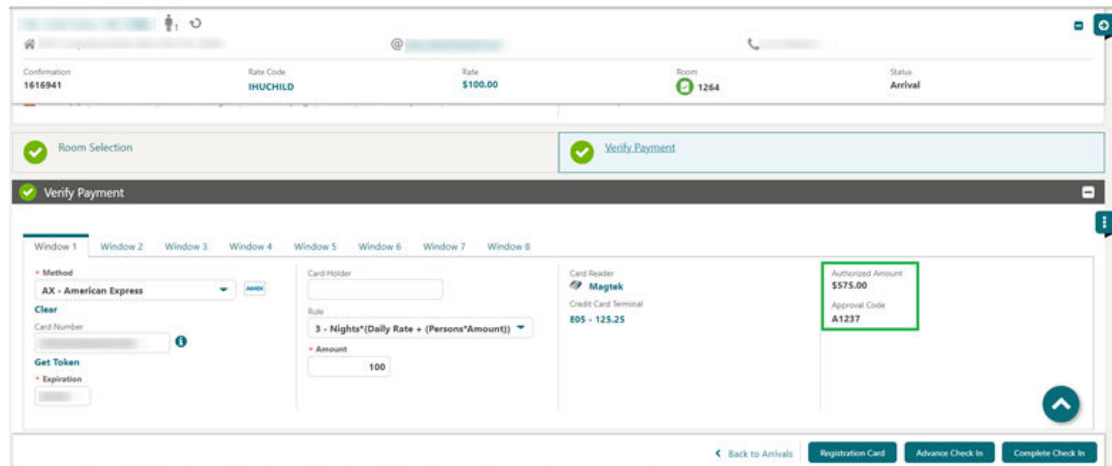 1
@
Confirmation Rate Code Rate Room Status
1616941 IHUCHILD $100.00 1264 Arrival
Room Selection Verify Payment
Verify Payment
Window 1 Window 2 Window 3 Window 4 Window 5 Window 6 Window 7 Window 8
* Method Card Holder Card Reader Authorized Amount
AX - American Express AMEX Magtek $575.00
Clear Rule Credit Card Terminal Approval Code
Card Number 3 - Nights*(Daily Rate + (Persons*Amount)) E05 - 125.25 A1237
Get Token * Amount
* Expiration 100
Back to Arrivals Registration Card Advance Check In Complete Check In